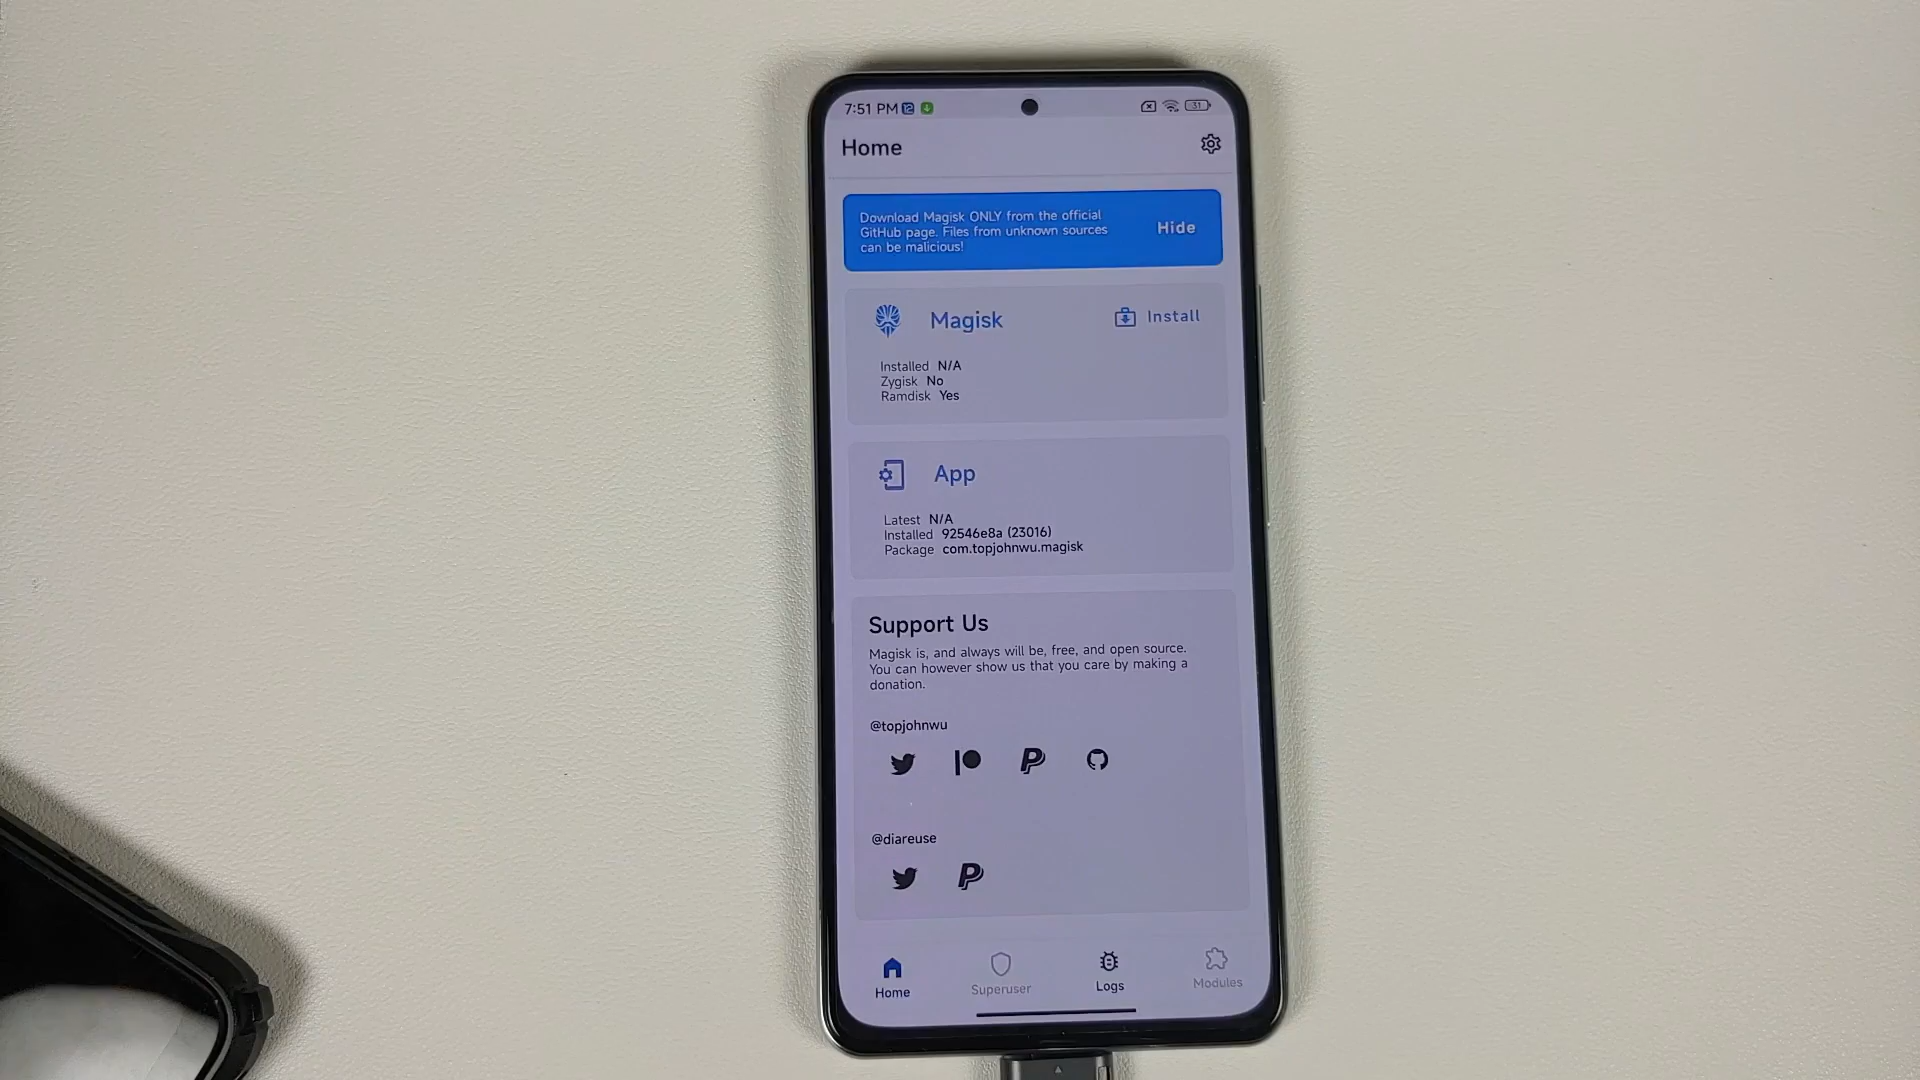 7:51 PM
31
Home
Download Magisk ONLY from the official
GitHub page. Files from unknown sources
can be malicious!
Hide
Magisk
Install
Installed N/A
Zygisk No
Ramdisk Yes
App
Latest N/A
Installed 92546e8a (23016)
Package com.topjohnwu.magisk
Support Us
Magisk is, and always will be, free, and open source.
You can however show us that you care by making a
donation.
@topjohnwu
@diareuse
Home
Superuser
Logs
Modules